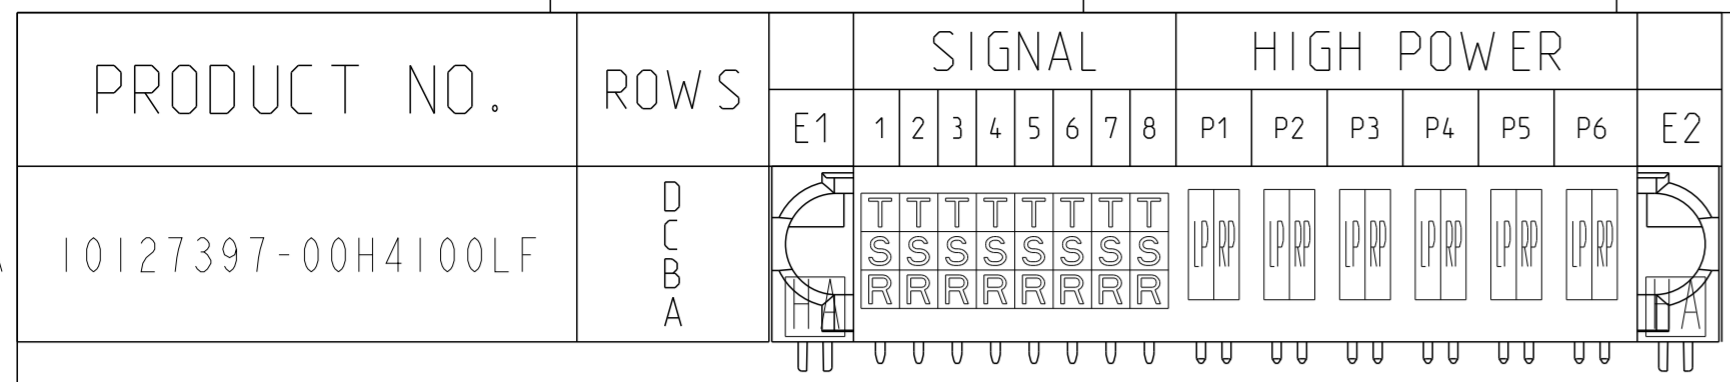 PRODUCT NO. ROWS SIGNAL HIGH POWER
E1 1 2 3 4 5 6 7 8 P1 P2 P3 P4 P5 P6 E2
10127397-00H4100LF
D
C
B
A
T T T T T T T T
S S S S S S S S
R R R R R R R R
LP RP LP RP LP RP LP RP LP RP LP RP
HA